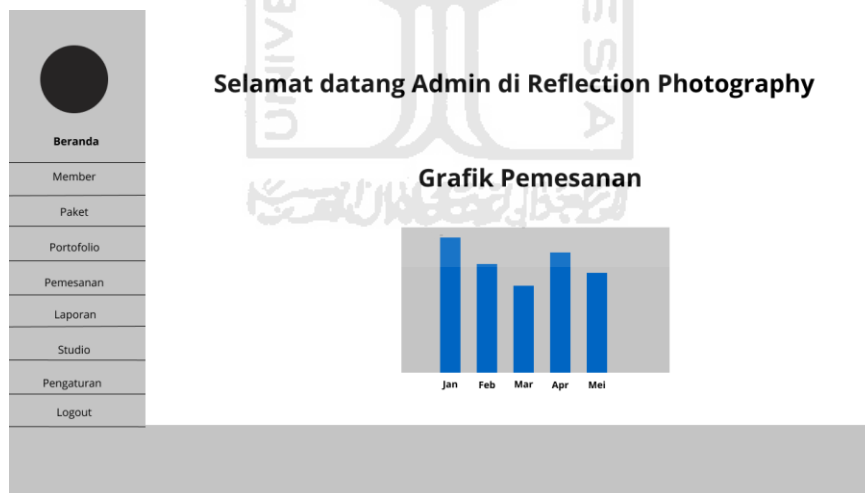 Selamat datang Admin di Reflection Photography
Beranda
Member
Paket
Portofolio
Pemesanan
Laporan
Studio
Pengaturan
Logout
Grafik Pemesanan
Jan Feb Mar Apr Mei